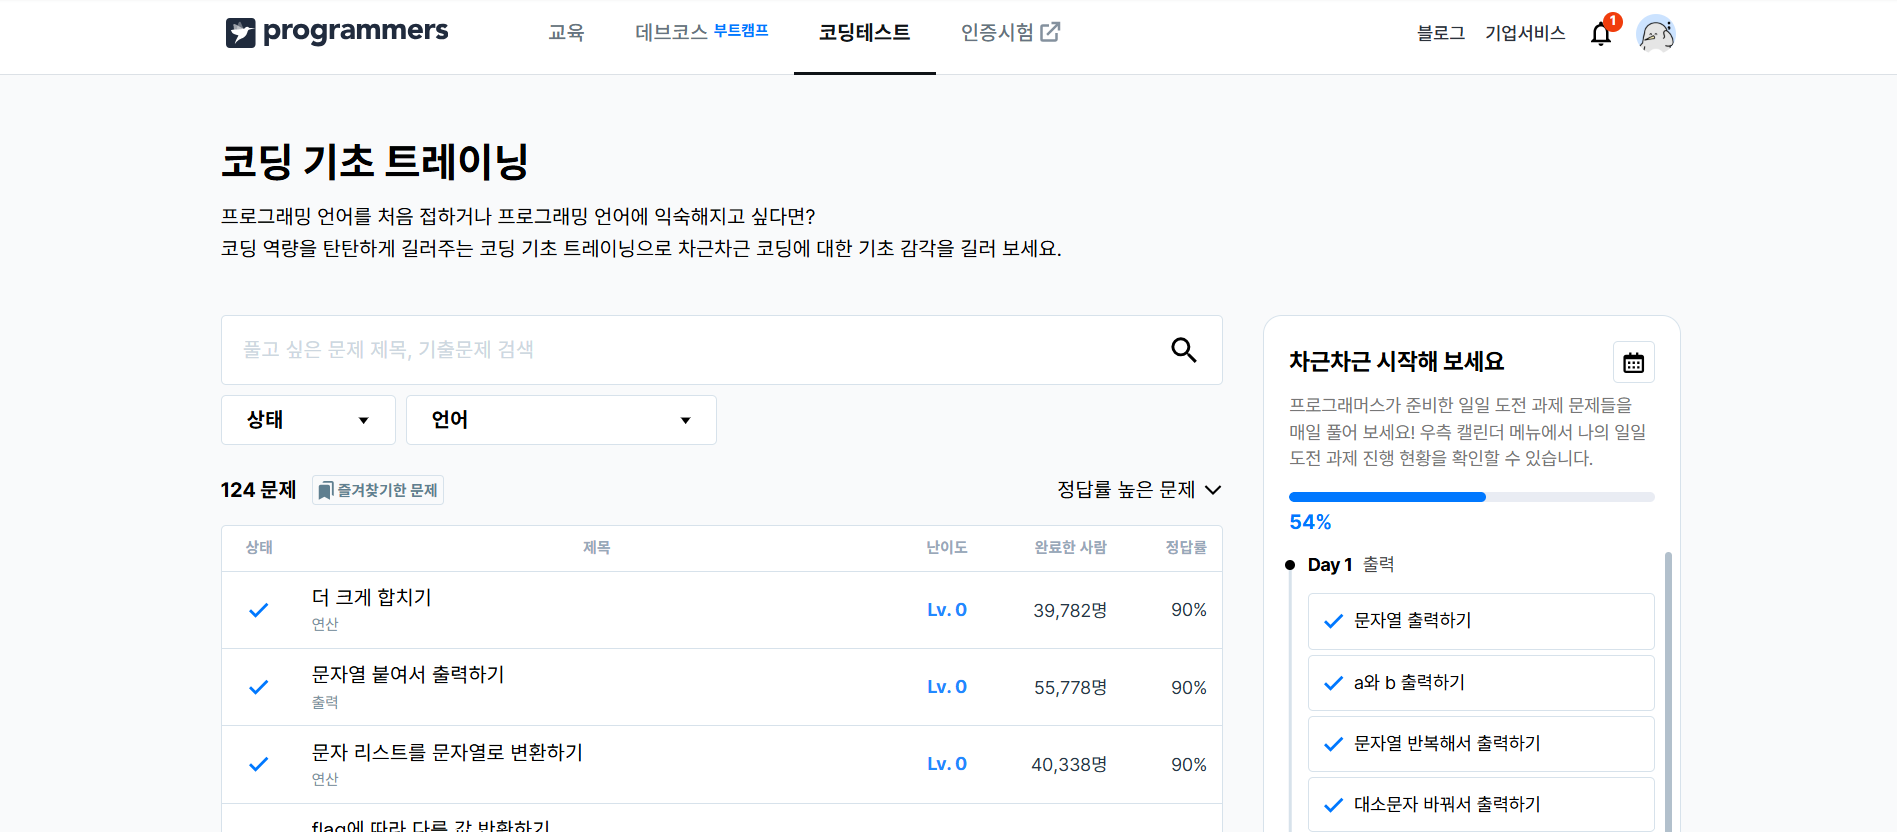 programmers
교육
데브코스 부트캠프
코딩테스트
인증시험
블로그
기업서비스
1
코딩 기초 트레이닝
프로그래밍 언어를 처음 접하거나 프로그래밍 언어에 익숙해지고 싶다면?
코딩 역량을 탄탄하게 길러주는 코딩 기초 트레이닝으로 차근차근 코딩에 대한 기초 감각을 길러 보세요.
풀고 싶은 문제 제목, 기출문제 검색
상태
언어
124 문제
즐겨찾기한 문제
정답률 높은 문제
상태 제목 난이도 완료한 사람 정답률
더 크게 합치기
연산
Lv. 0 39,782명 90%
문자열 붙여서 출력하기
출력
Lv. 0 55,778명 90%
문자 리스트를 문자열로 변환하기
연산
Lv. 0 40,338명 90%
flag에 따라 다른 값 반환하기
차근차근 시작해 보세요
프로그래머스가 준비한 일일 도전 과제 문제들을
매일 풀어 보세요! 우측 캘린더 메뉴에서 나의 일일
도전 과제 진행 현황을 확인할 수 있습니다.
54%
Day 1 출력
문자열 출력하기
a와 b 출력하기
문자열 반복해서 출력하기
대소문자 바꿔서 출력하기